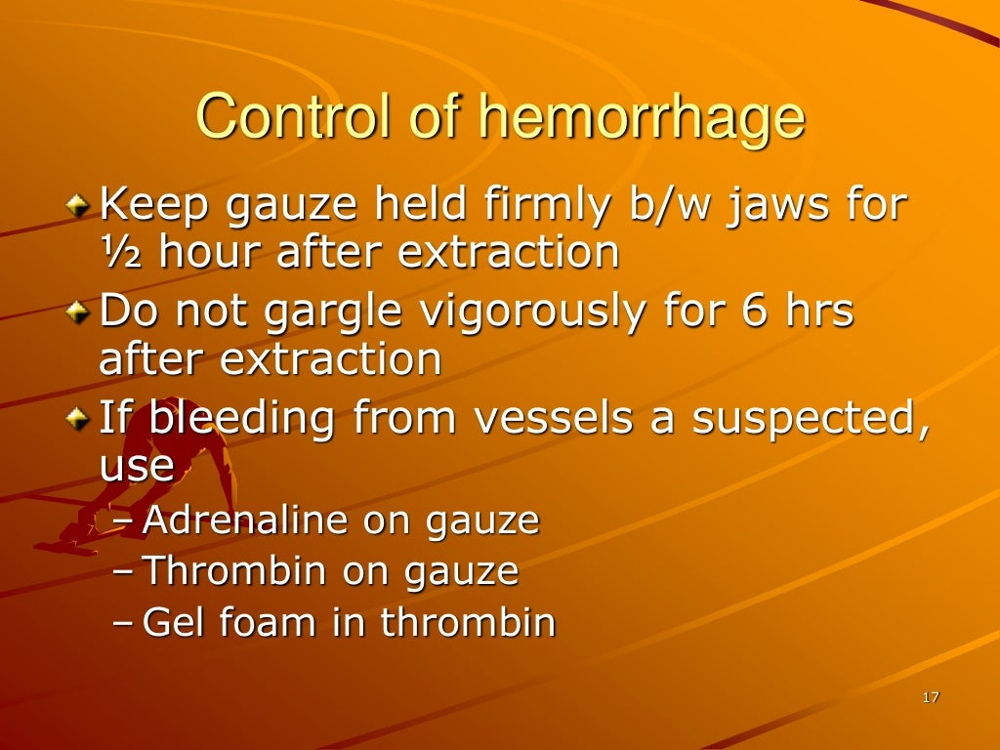 Control of hemorrhage
Keep gauze held firmly b/w jaws for
½ hour after extraction
Do not gargle vigorously for 6 hrs
after extraction
If bleeding from vessels a suspected,
use
– Adrenaline on gauze
– Thrombin on gauze
– Gel foam in thrombin
17